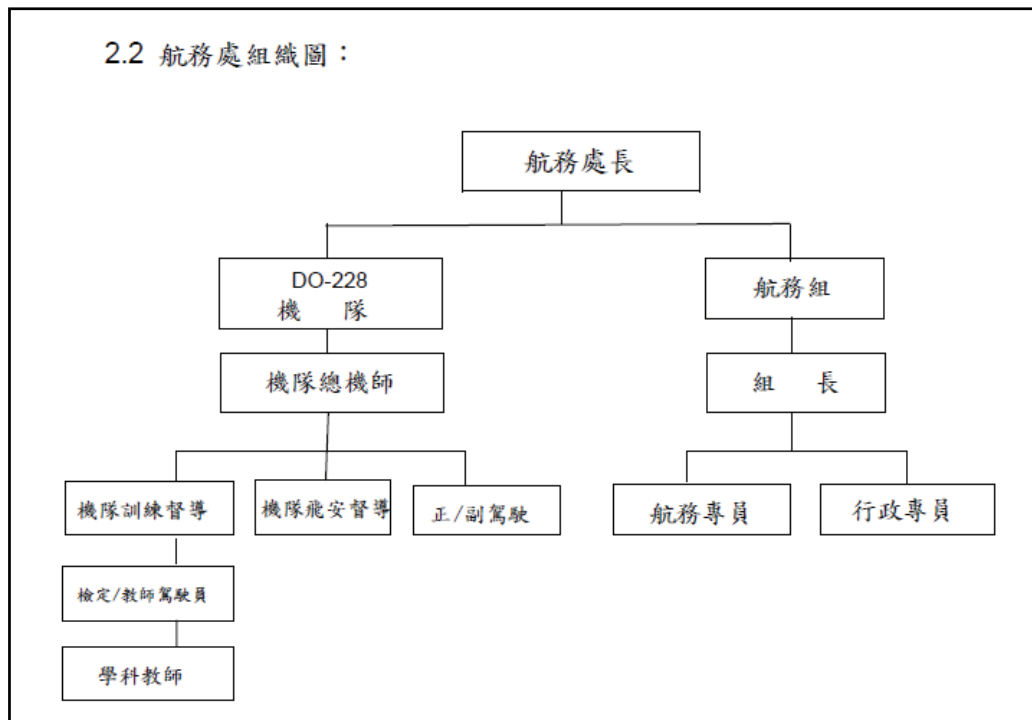 2.2 航務處組織圖：
航務處長
DO-228
機 隊
航務組
機隊總機師
組 長
機隊訓練督導
機隊飛安督導
正/副駕駛
航務專員
行政專員
檢定/教師駕駛員
學科教師